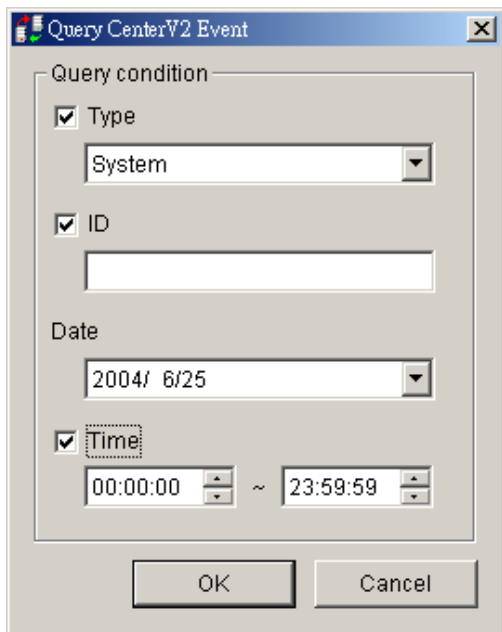 Query CenterV2 Event
Query condition
Type
System
ID
Date
2004/ 6/25
Time
00:00:00 ~ 23:59:59
OK Cancel